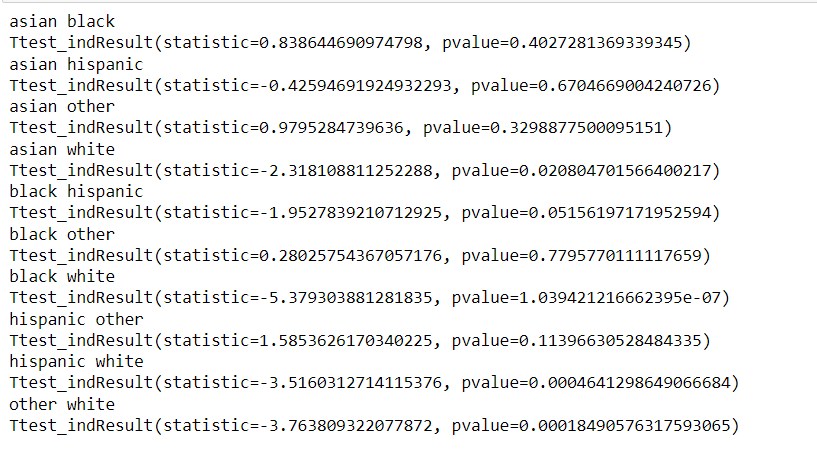 asian black
Ttest_indResult(statistic=0.838644690974798, pvalue=0.4027281369339345)
asian hispanic
Ttest_indResult(statistic=-0.42594691924932293, pvalue=0.6704669004240726)
asian other
Ttest_indResult(statistic=0.9795284739636, pvalue=0.3298877500095151)
asian white
Ttest_indResult(statistic=-2.318108811252288, pvalue=0.020804701566400217)
black hispanic
Ttest_indResult(statistic=-1.9527839210712925, pvalue=0.05156197171952594)
black other
Ttest_indResult(statistic=0.28025754367057176, pvalue=0.7795770111117659)
black white
Ttest_indResult(statistic=-5.379303881281835, pvalue=1.039421216662395e-07)
hispanic other
Ttest_indResult(statistic=1.5853626170340225, pvalue=0.11396630528484335)
hispanic white
Ttest_indResult(statistic=-3.5160312714115376, pvalue=0.0004641298649066684)
other white
Ttest_indResult(statistic=-3.763809322077872, pvalue=0.00018490576317593065)